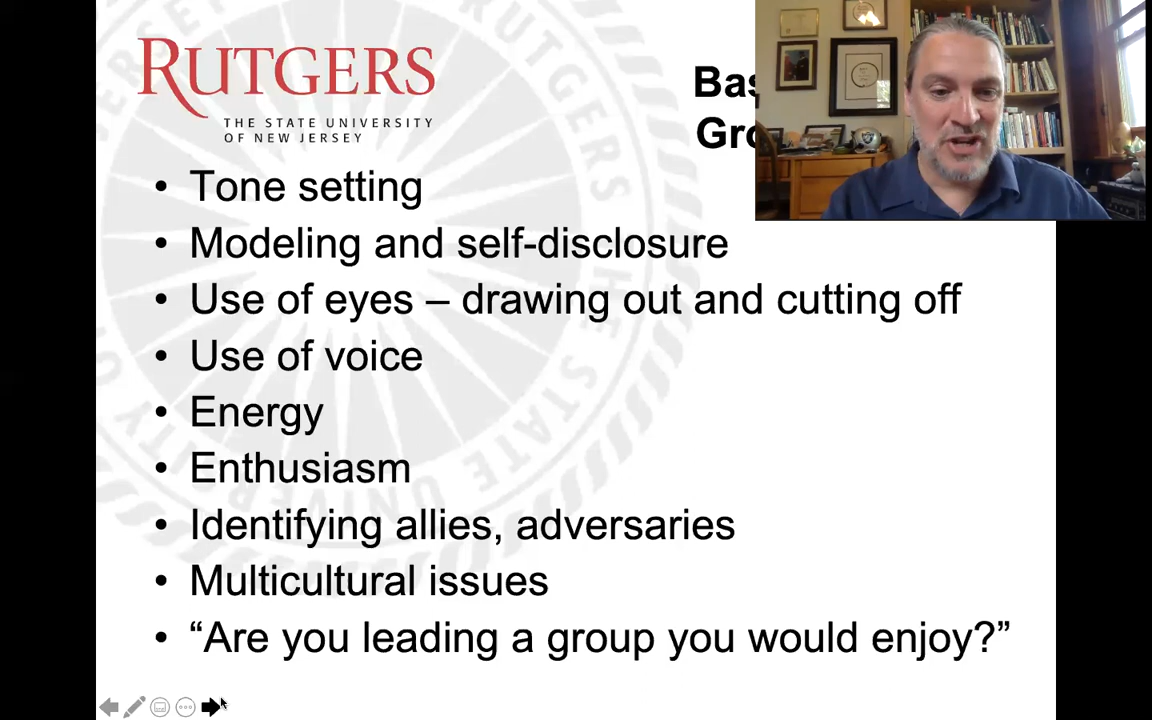 RUTGERS
THE STATE UNIVERSITY
OF NEW JERSEY
• Tone setting
• Modeling and self-disclosure
• Use of eyes – drawing out and cutting off
• Use of voice
• Energy
• Enthusiasm
• Identifying allies, adversaries
• Multicultural issues
• “Are you leading a group you would enjoy?”